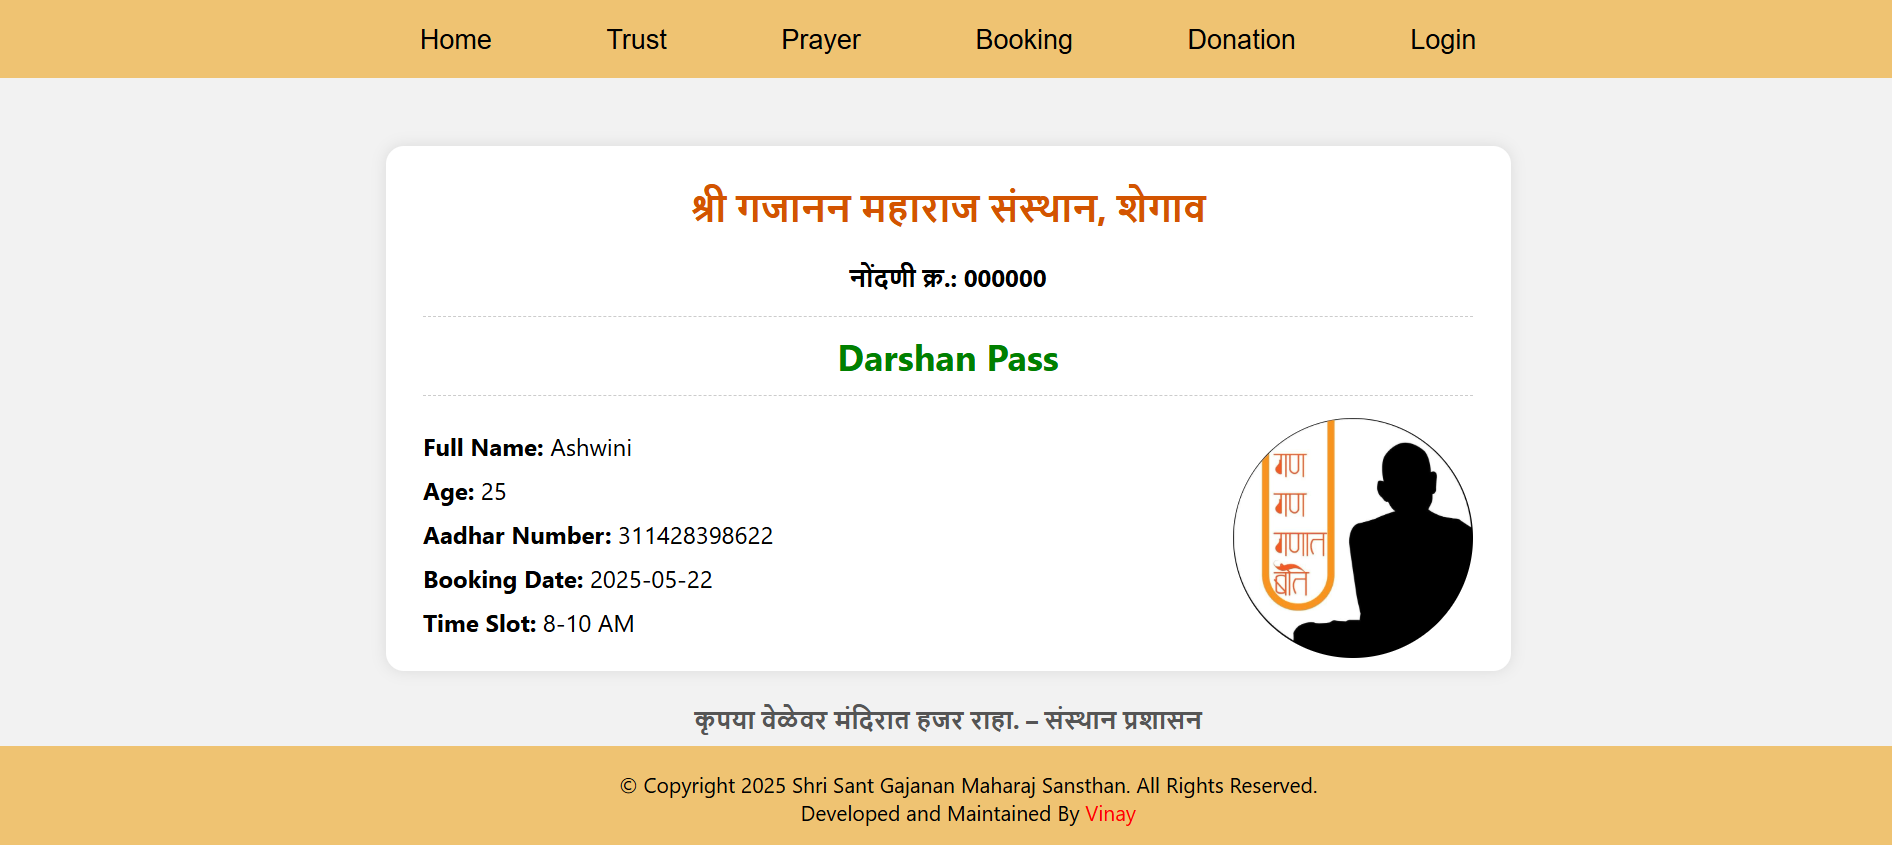 Home Trust Prayer Booking Donation Login
श्री गजानन महाराज संस्थान, शेगाव
नोंदणी क्र.: 000000
Darshan Pass
Full Name: Ashwini
Age: 25
Aadhar Number: 311428398622
Booking Date: 2025-05-22
Time Slot: 8-10 AM
गण
गण
गणात
बोते
कृपया वेळेवर मंदिरात हजर राहा. – संस्थान प्रशासन
© Copyright 2025 Shri Sant Gajanan Maharaj Sansthan. All Rights Reserved.
Developed and Maintained By Vinay